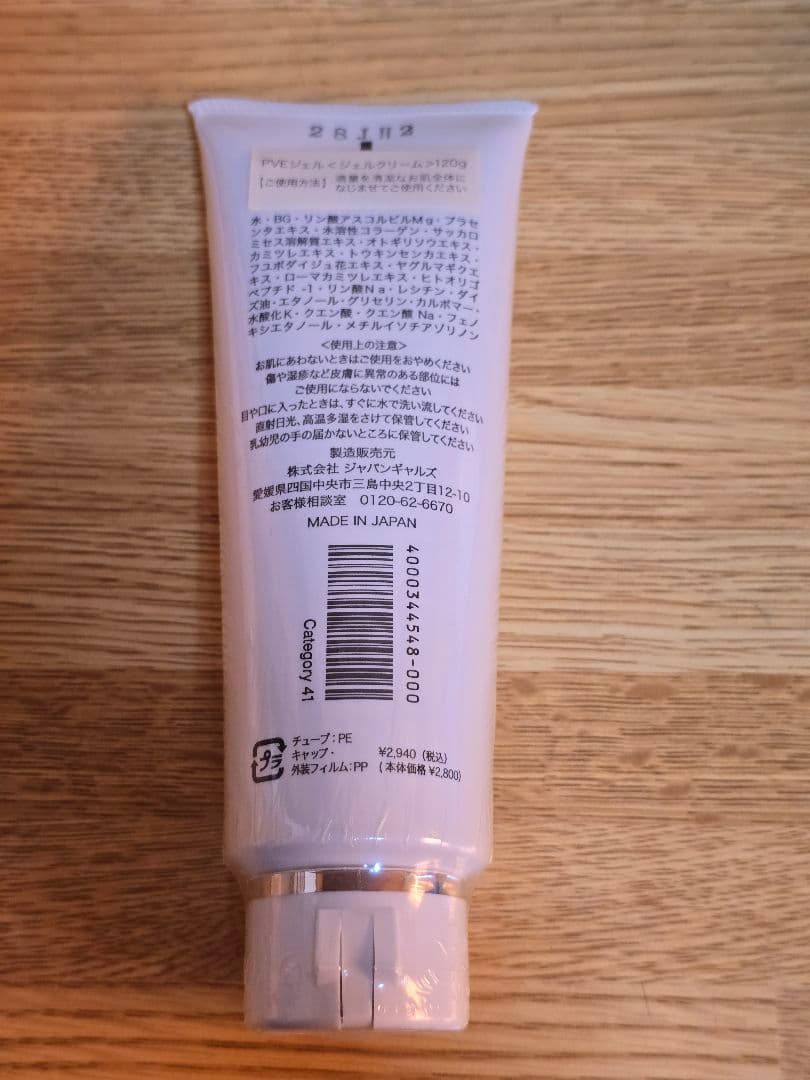 PVEジェル<ジェルクリーム>120g
【ご使用方法】 適量を清潔なお肌全体に
なじませてご使用ください
水・BG・リン酸アスコルビルMg・プラセ
ンタエキス・水溶性コラーゲン・サッカロ
ミセス溶解質エキス・オトギリソウエキス・
カミツレエキス・トウキンセンカエキス・
フユボダイジュ花エキス・ヤグルマギクエ
キス・ローマカミツレエキス・ヒトオリゴ
ペプチド -1・リン酸Na・レシチン・ダイ
ズ油・エタノール・グリセリン・カルボマー・
水酸化K・クエン酸・クエン酸 Na・フェノ
キシエタノール・メチルイソチアゾリノン
<使用上の注意>
お肌にあわないときはご使用をおやめください
傷や湿疹など皮膚に異常のある部位には
ご使用にならないでください
目や口に入ったときは、すぐに水で洗い流してください
直射日光、高温多湿をさけて保管してください
乳幼児の手の届かないところに保管してください
製造販売元
株式会社 ジャパンギャルズ
愛媛県四国中央市三島中央2丁目12-10
お客様相談室 0120-62-6670
MADE IN JAPAN
4000344548-000
Category 41
プラ
チューブ:PE
キャップ・
外装フィルム:PP
¥2,940 (税込)
(本体価格¥2,800)